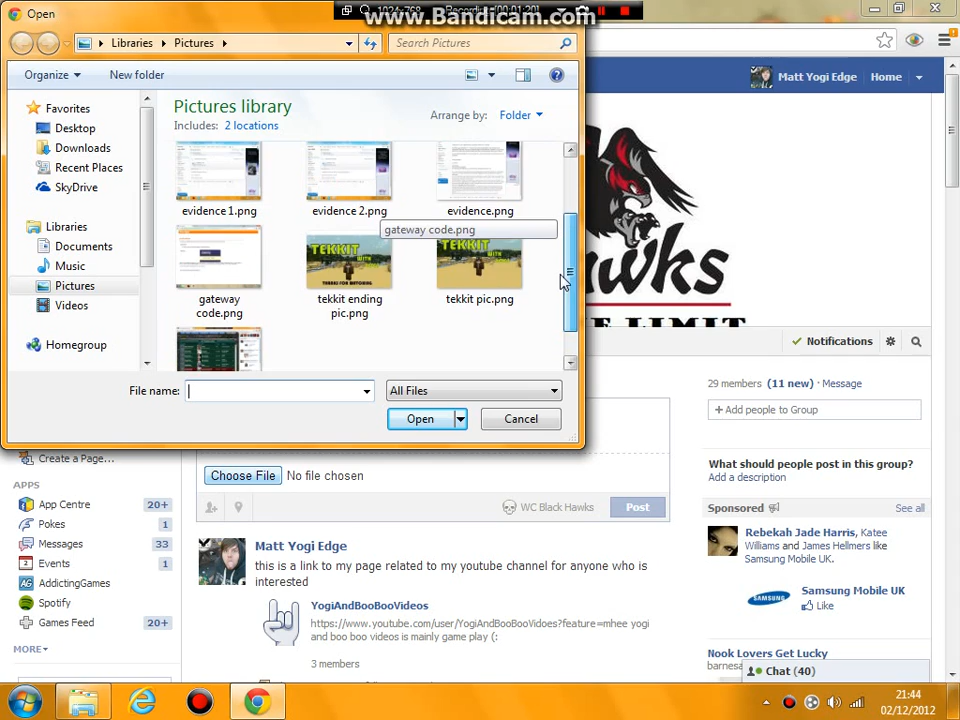 Open
www.Bandicam.com
Libraries
Pictures
Search Pictures
Organize
New folder
Favorites
Desktop
Downloads
Recent Places
SkyDrive
Libraries
Documents
Music
Pictures
Videos
Homegroup
Pictures library
Includes: 2 locations
Arrange by:
Folder
evidence 1.png
evidence 2.png
evidence.png
gateway code.png
gateway
code.png
TEKKIT
tekkit ending
pic.png
TEKKIT
tekkit pic.png
File name:
All Files
Open
Cancel
Matt Yogi Edge
Home
Notifications
29 members (11 new) · Message
+ Add people to Group
What should people post in this group?
Add a description
Sponsored
See all
Rebekah Jade Harris, Katee
Williams and James Hellmers like
Samsung Mobile UK.
SAMSUNG
Samsung Mobile UK
Like
Nook Lovers Get Lucky
Chat (40)
Create a Page...
APPS
App Centre
20+
Pokes
1
Messages
33
Events
1
AddictingGames
Spotify
Games Feed
20+
MORE
Choose File
No file chosen
WC Black Hawks
Post
Matt Yogi Edge
this is a link to my page related to my youtube channel for anyone who is
interested
YogiAndBooBooVideos
https://www.youtube.com/user/YogiAndBooBooVidoes?feature=mhee yogi
and boo boo videos is mainly game play (:
3 members
21:44
02/12/2012